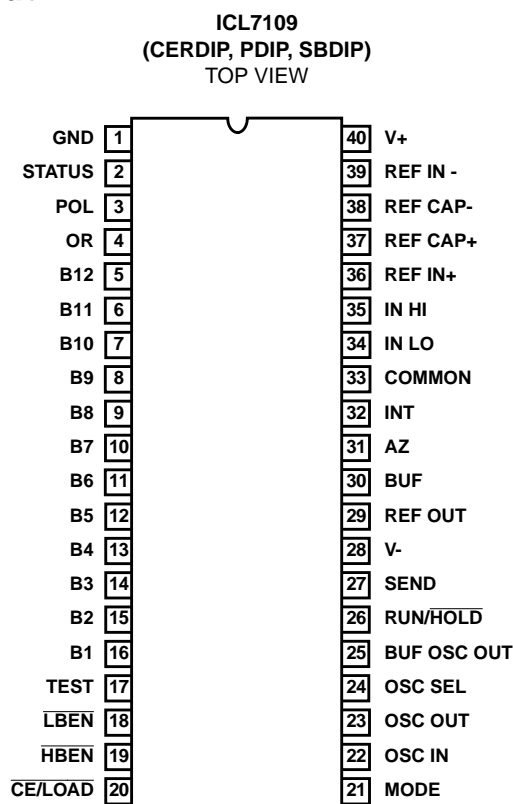 ICL7109
(CERDIP, PDIP, SBDIP)
TOP VIEW
GND 1 40 V+
STATUS 2 39 REF IN -
POL 3 38 REF CAP-
OR 4 37 REF CAP+
B12 5 36 REF IN+
B11 6 35 IN HI
B10 7 34 IN LO
B9 8 33 COMMON
B8 9 32 INT
B7 10 31 AZ
B6 11 30 BUF
B5 12 29 REF OUT
B4 13 28 V-
B3 14 27 SEND
B2 15 26 RUN/HOLD
B1 16 25 BUF OSC OUT
TEST 17 24 OSC SEL
LBEN 18 23 OSC OUT
HBEN 19 22 OSC IN
CE/LOAD 20 21 MODE